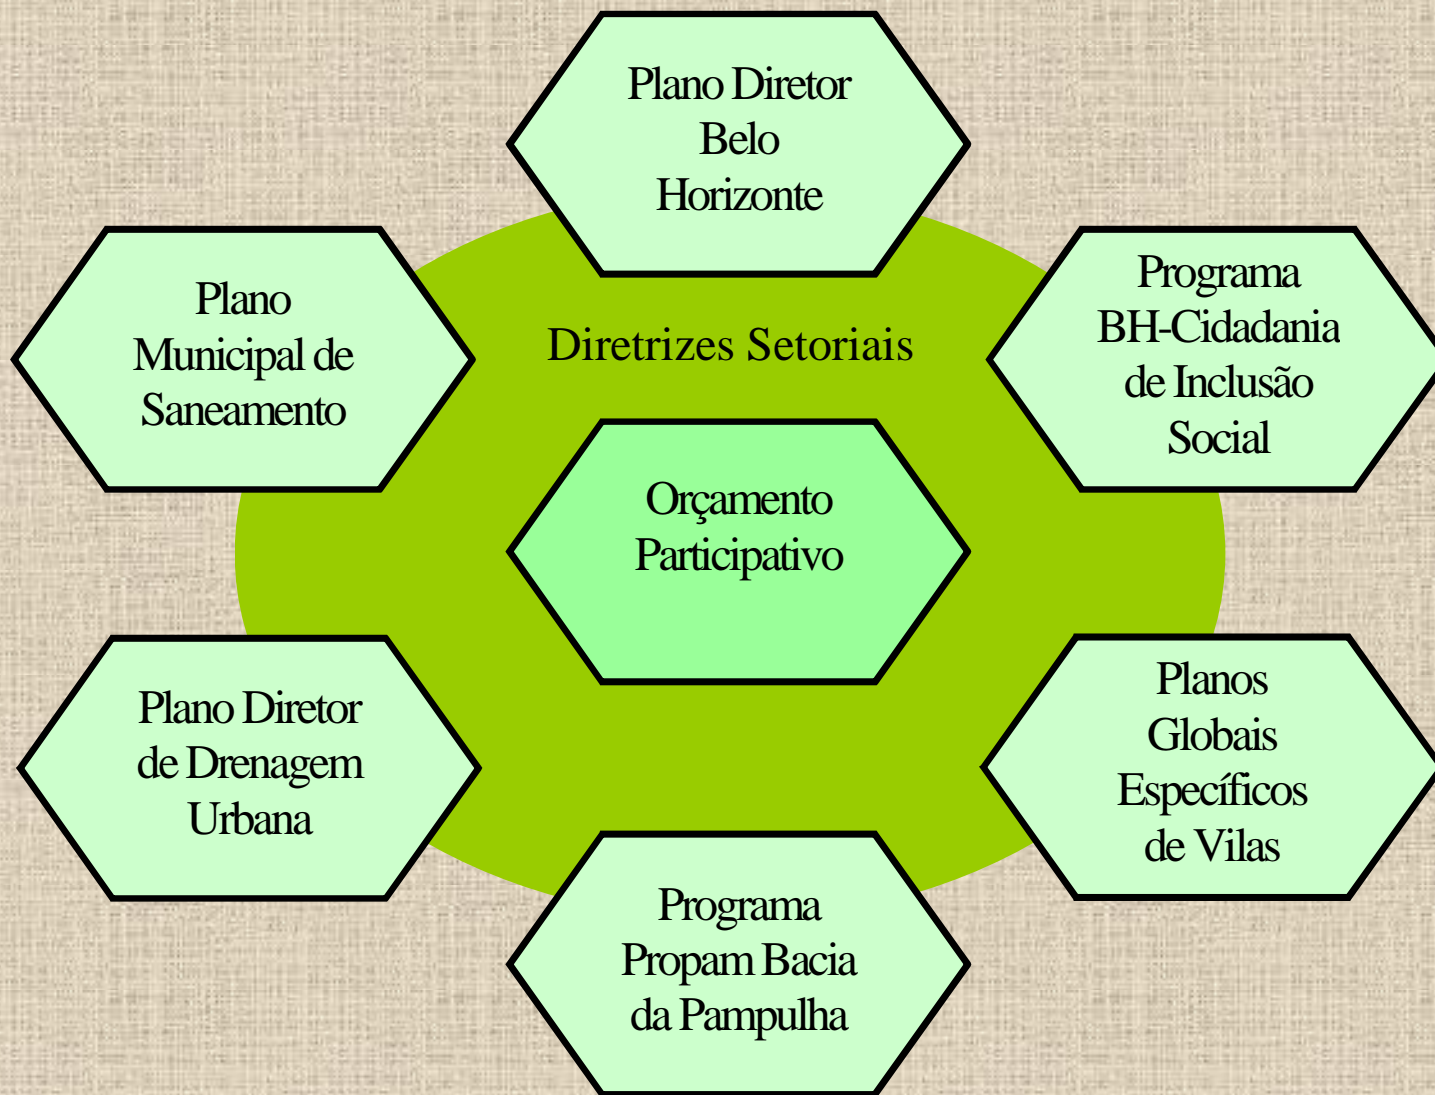 Plano Diretor
Belo
Horizonte
Plano
Municipal de
Saneamento
Programa
BH-Cidadania
de Inclusão
Social
Diretrizes Setoriais
Orçamento
Participativo
Plano Diretor
de Drenagem
Urbana
Planos
Globais
Específicos
de Vilas
Programa
Propam Bacia
da Pampulha